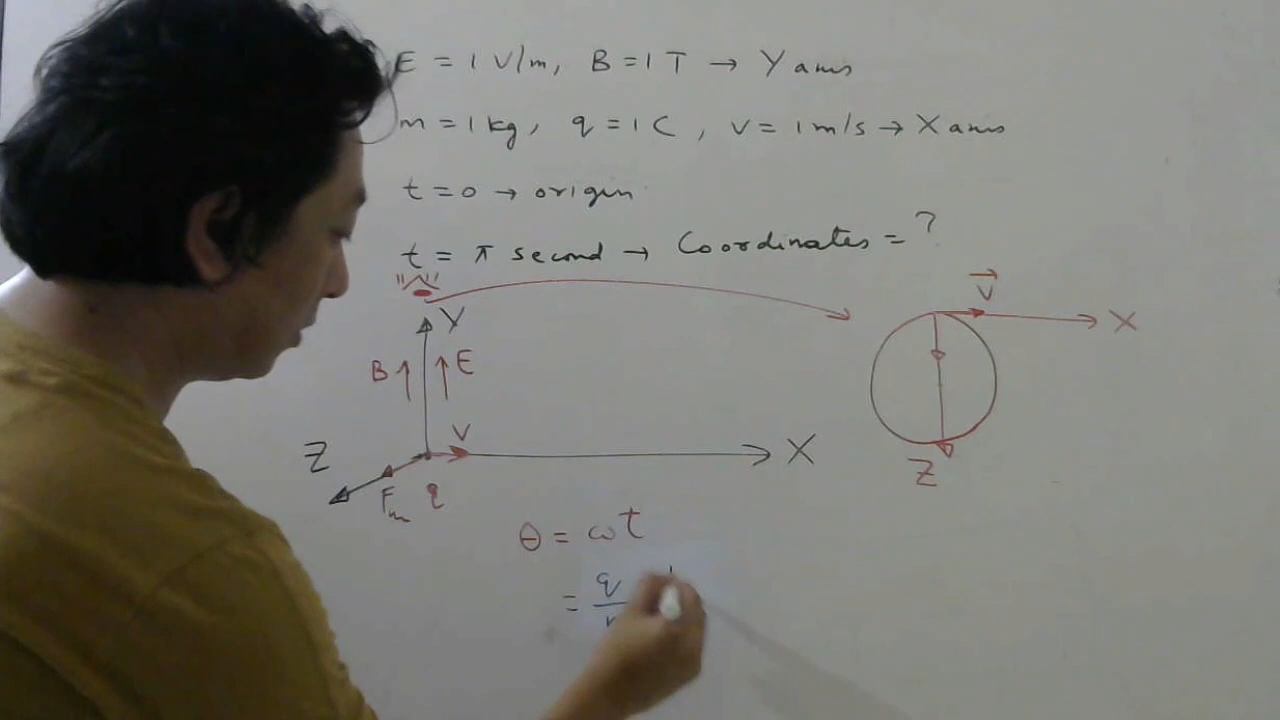 E = 1 V/m, B = 1 T → Y axis
m = 1 kg, q = 1 C, v = 1 m/s → X axis
t = 0 → origin
t = π second → Coordinates = ?
Y
B
E
v
X
Z
Fm
q
V
X
Z
θ = ωt
= q